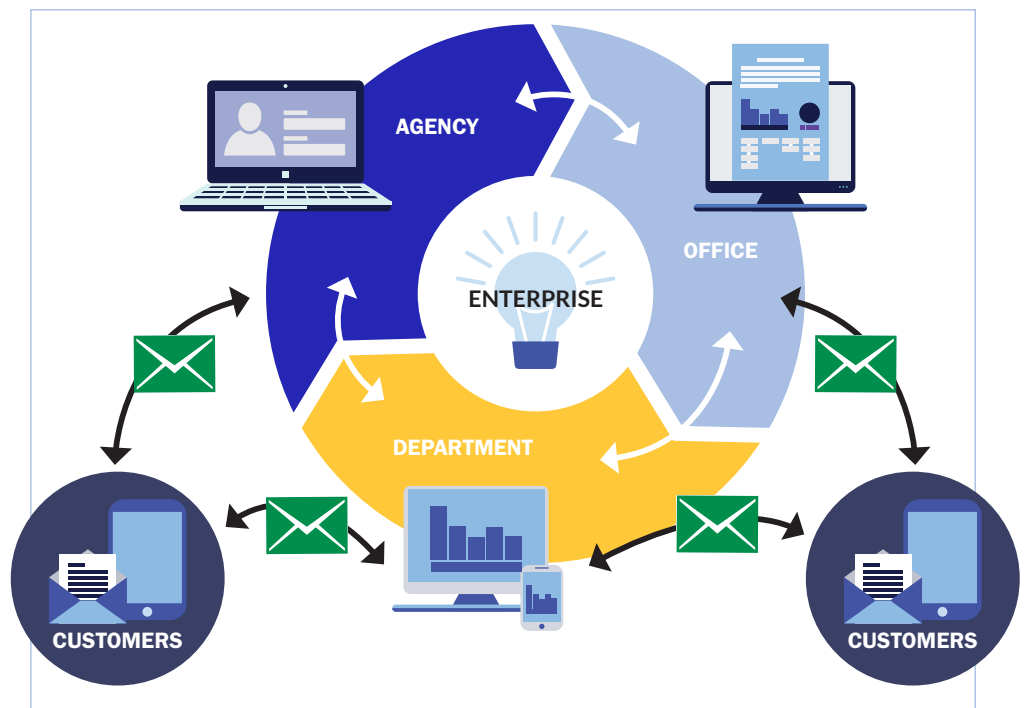 AGENCY
OFFICE
ENTERPRISE
DEPARTMENT
CUSTOMERS
CUSTOMERS